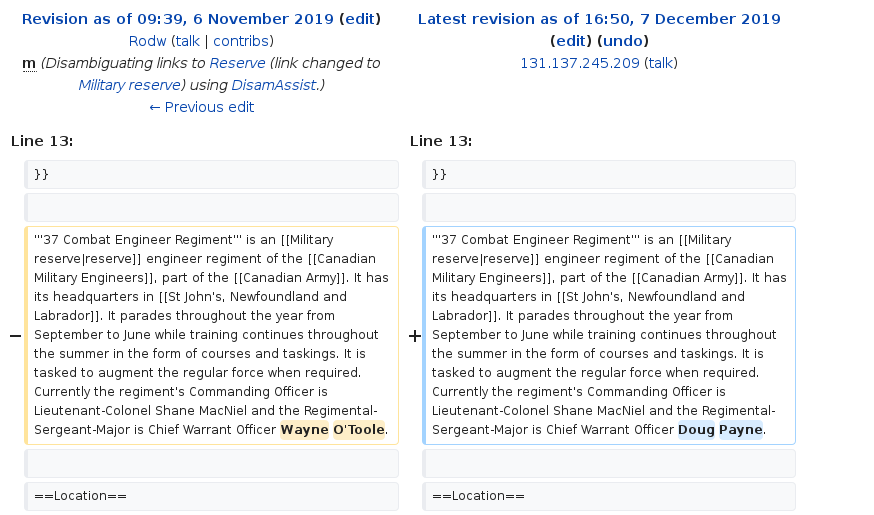 Revision as of 09:39, 6 November 2019 (edit)
Rodw (talk | contribs)
m (Disambiguating links to Reserve (link changed to
Military reserve) using DisamAssist.)
← Previous edit
Latest revision as of 16:50, 7 December 2019
(edit) (undo)
131.137.245.209 (talk)
Line 13:
Line 13:
}}
}}
−
'''37 Combat Engineer Regiment''' is an [[Military
reserve|reserve]] engineer regiment of the [[Canadian
Military Engineers]], part of the [[Canadian Army]]. It has
its headquarters in [[St John's, Newfoundland and
Labrador]]. It parades throughout the year from
September to June while training continues throughout
the summer in the form of courses and taskings. It is
tasked to augment the regular force when required.
Currently the regiment's Commanding Officer is
Lieutenant-Colonel Shane MacNiel and the Regimental-
Sergeant-Major is Chief Warrant Officer Wayne O'Toole.
+
'''37 Combat Engineer Regiment''' is an [[Military
reserve|reserve]] engineer regiment of the [[Canadian
Military Engineers]], part of the [[Canadian Army]]. It has
its headquarters in [[St John's, Newfoundland and
Labrador]]. It parades throughout the year from
September to June while training continues throughout
the summer in the form of courses and taskings. It is
tasked to augment the regular force when required.
Currently the regiment's Commanding Officer is
Lieutenant-Colonel Shane MacNiel and the Regimental-
Sergeant-Major is Chief Warrant Officer Doug Payne.
==Location==
==Location==